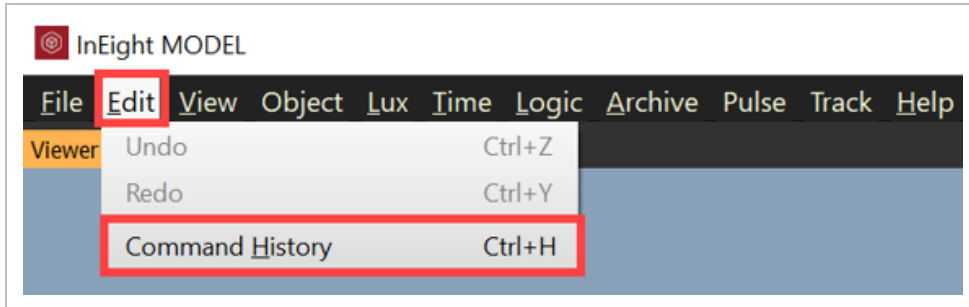 InEight MODEL
File Edit View Object Lux Time Logic Archive Pulse Track Help
Viewer
Undo Ctrl+Z
Redo Ctrl+Y
Command History Ctrl+H